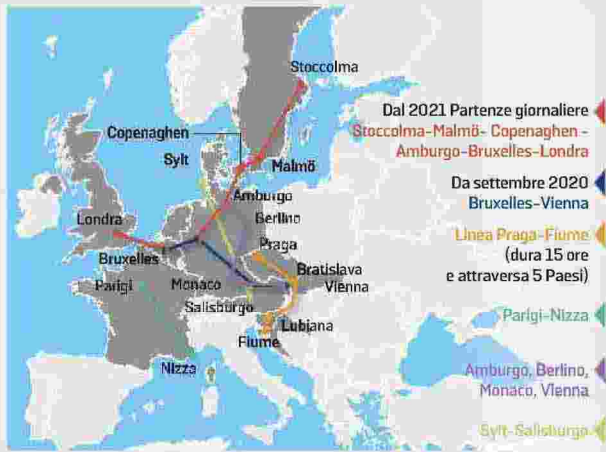 Stoccolma
Copenaghen
Sylt
Malmö
Amburgo
Berlino
Londra
Praga
Bruxelles
Bratislava
Parigi
Monaco
Vienna
Salisburgo
Lubiana
Fiume
Nizza
Dal 2021 Partenze giornaliere
Stoccolma-Malmö- Copenaghen -
Amburgo-Bruxelles-Londra
Da settembre 2020
Bruxelles-Vienna
Linea Praga-Fiume
(dura 15 ore
e attraversa 5 Paesi)
Parigi-Nizza
Amburgo, Berlino,
Monaco, Vienna
Sylt-Salisburgo